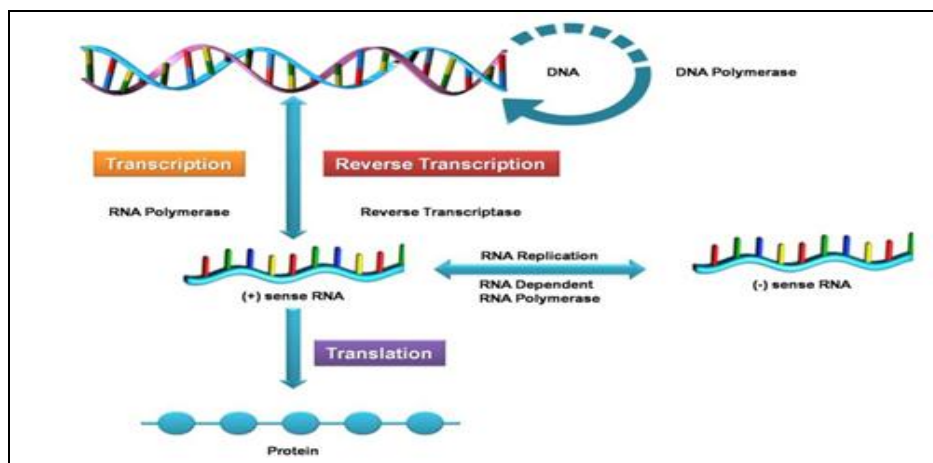 DNA
DNA Polymerase
Transcription
Reverse Transcription
RNA Polymerase
Reverse Transcriptase
RNA Replication
RNA Dependent
RNA Polymerase
(+) sense RNA
(-) sense RNA
Translation
Protein